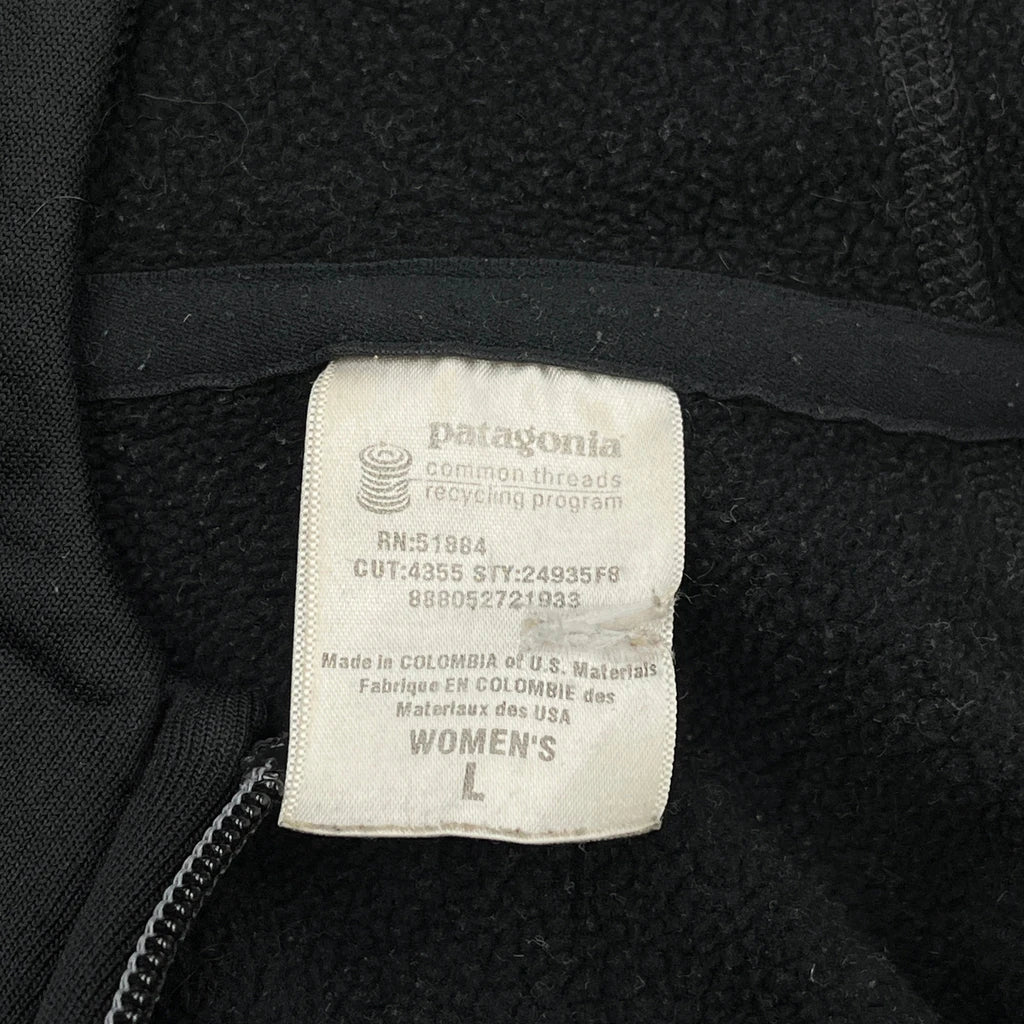 patagonia
common threads
recycling program
RN:51884
CUT:4355 STY:24935F8
888052721933
Made in COLOMBIA of U.S. Materials
Fabriqué EN COLOMBIE des
Materiaux des USA
WOMEN'S
L